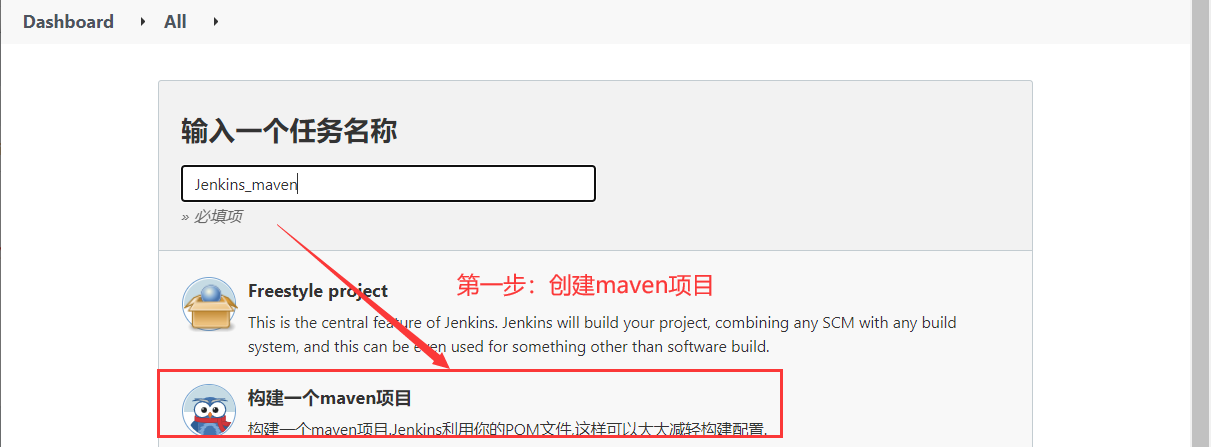 Dashboard All
输入一个任务名称
Jenkins_maven
» 必填项
第一步：创建maven项目
Freestyle project
This is the central feature of Jenkins. Jenkins will build your project, combining any SCM with any build
system, and this can be even used for something other than software build.
构建一个maven项目
构建一个maven项目.Jenkins利用你的POM文件,这样可以大大减轻构建配置.